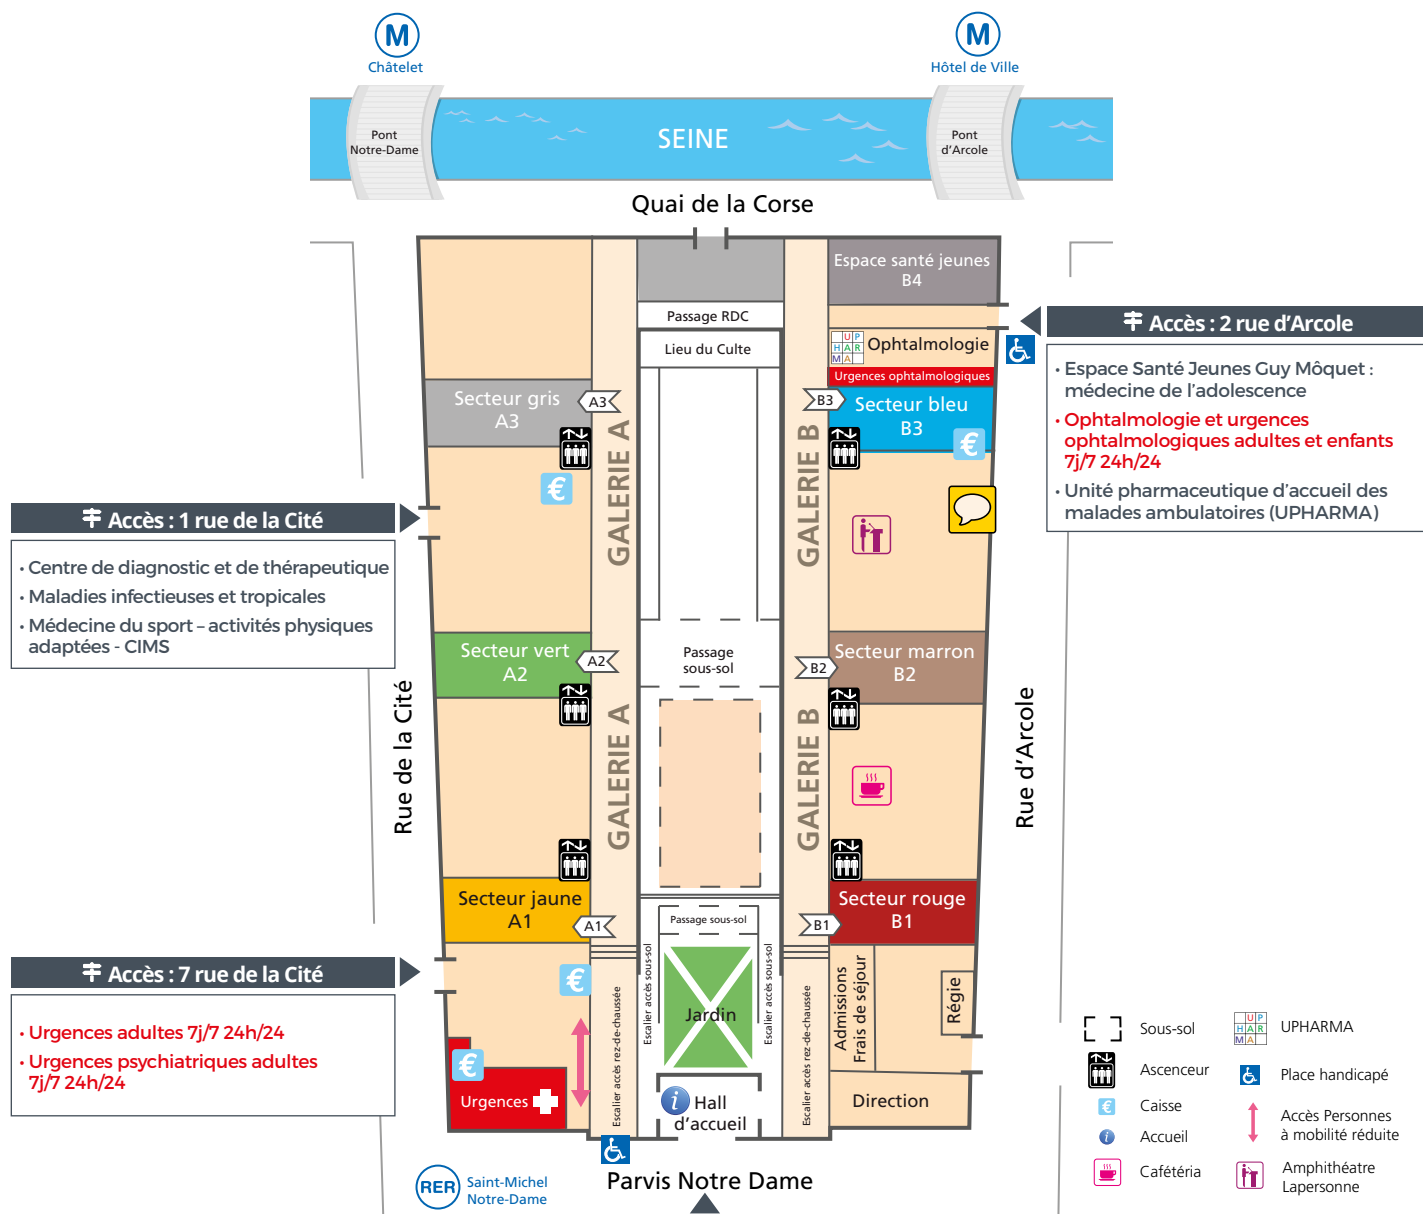 M
Châtelet
M
Hôtel de Ville
Pont
Notre-Dame
SEINE
Pont
d'Arcole
Quai de la Corse
Espace santé jeunes
B4
Passage RDC
Lieu du Culte
UP
HAR
MA
Ophtalmologie
Urgences ophtalmologiques
Secteur gris
A3
A3
B3
Secteur bleu
B3
€
€
GALERIE A
GALERIE B
Accès : 2 rue d'Arcole
• Espace Santé Jeunes Guy Môquet :
médecine de l'adolescence
• Ophtalmologie et urgences
ophtalmologiques adultes et enfants
7j/7 24h/24
• Unité pharmaceutique d'accueil des
malades ambulatoires (UPHARMA)
Accès : 1 rue de la Cité
• Centre de diagnostic et de thérapeutique
• Maladies infectieuses et tropicales
• Médecine du sport – activités physiques
adaptées - CIMS
Secteur vert
A2
A2
Passage
sous-sol
B2
Secteur marron
B2
Rue de la Cité
GALERIE A
GALERIE B
Rue d'Arcole
Secteur jaune
A1
A1
Passage sous-sol
B1
Secteur rouge
B1
Accès : 7 rue de la Cité
• Urgences adultes 7j/7 24h/24
• Urgences psychiatriques adultes
7j/7 24h/24
€
€
Urgences
Escalier accès rez-de-chaussée
Escalier accès sous-sol
Jardin
Escalier accès sous-sol
Escalier accès rez-de-chaussée
Admissions
Frais de séjour
Régie
Direction
i
Hall
d'accueil
RER
Saint-Michel
Notre-Dame
Parvis Notre Dame
Sous-sol
Ascenceur
€
Caisse
i
Accueil
Cafétéria
UP
HAR
MA
UPHARMA
Place handicapé
Accès Personnes
à mobilité réduite
Amphithéatre
Lapersonne